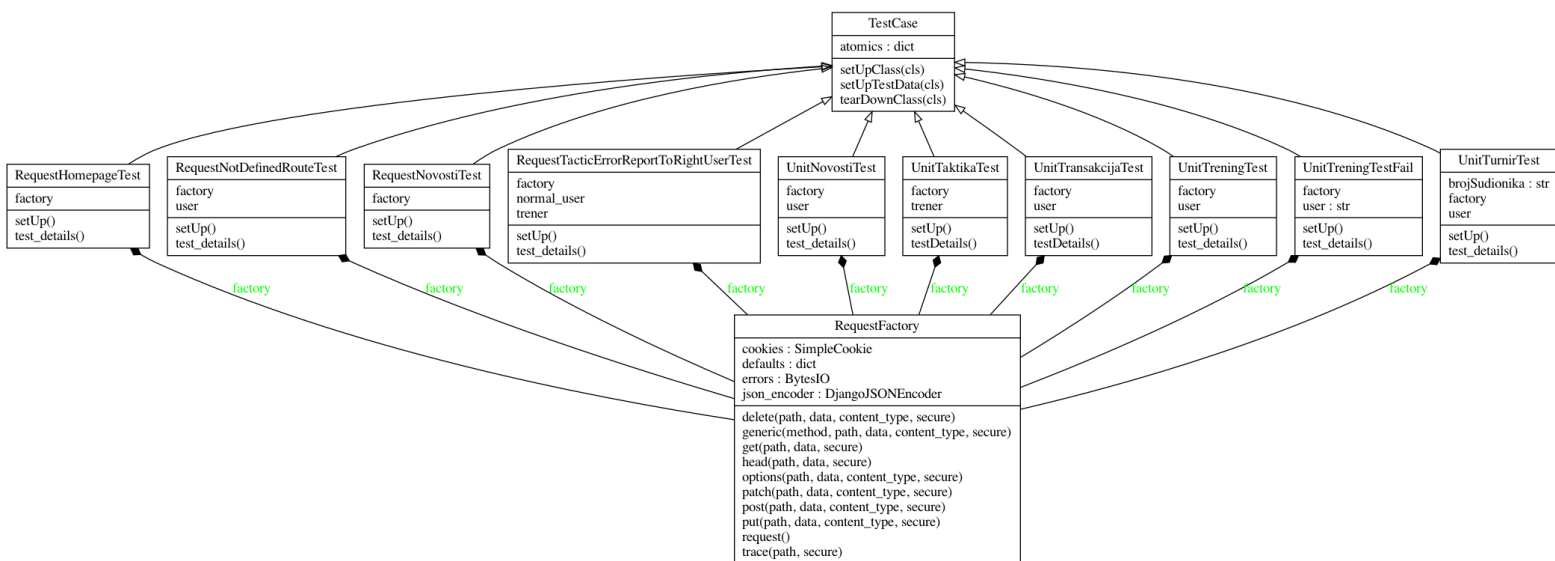 TestCase
atomics : dict
setUpClass(cls)
setUpTestData(cls)
tearDownClass(cls)
RequestHomepageTest
factory
setUp()
test_details()
RequestNotDefinedRouteTest
factory
user
setUp()
test_details()
RequestNovostiTest
factory
setUp()
test_details()
RequestTacticErrorReportToRightUserTest
factory
normal_user
trener
setUp()
test_details()
UnitNovostiTest
factory
user
setUp()
test_details()
UnitTaktikaTest
factory
trener
setUp()
testDetails()
UnitTransakcijaTest
factory
user
setUp()
testDetails()
UnitTreningTest
factory
user
setUp()
test_details()
UnitTreningTestFail
factory
user : str
setUp()
test_details()
UnitTurnirTest
brojSudionika : str
factory
user
setUp()
test_details()
factory
factory
factory
factory
factory
factory
factory
factory
factory
factory
RequestFactory
cookies : SimpleCookie
defaults : dict
errors : BytesIO
json_encoder : DjangoJSONEncoder
delete(path, data, content_type, secure)
generic(method, path, data, content_type, secure)
get(path, data, secure)
head(path, data, secure)
options(path, data, content_type, secure)
patch(path, data, content_type, secure)
post(path, data, content_type, secure)
put(path, data, content_type, secure)
request()
trace(path, secure)